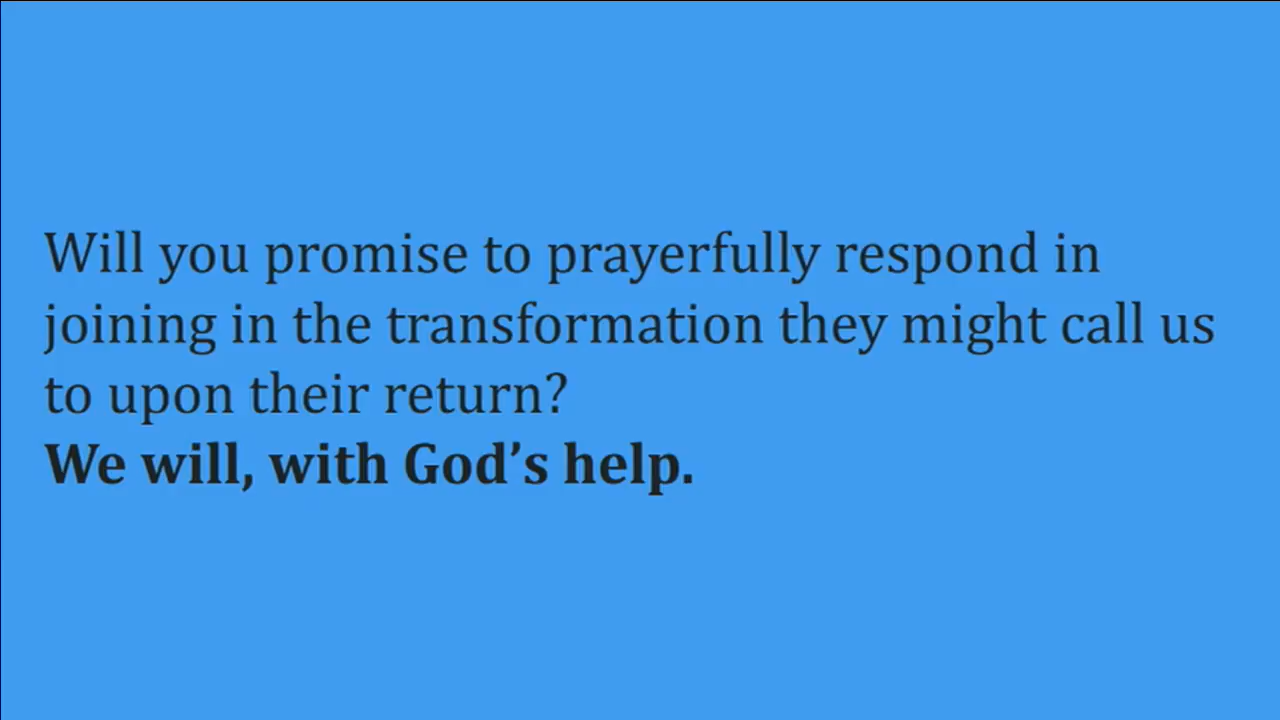 Will you promise to prayerfully respond in
joining in the transformation they might call us
to upon their return?
We will, with God’s help.